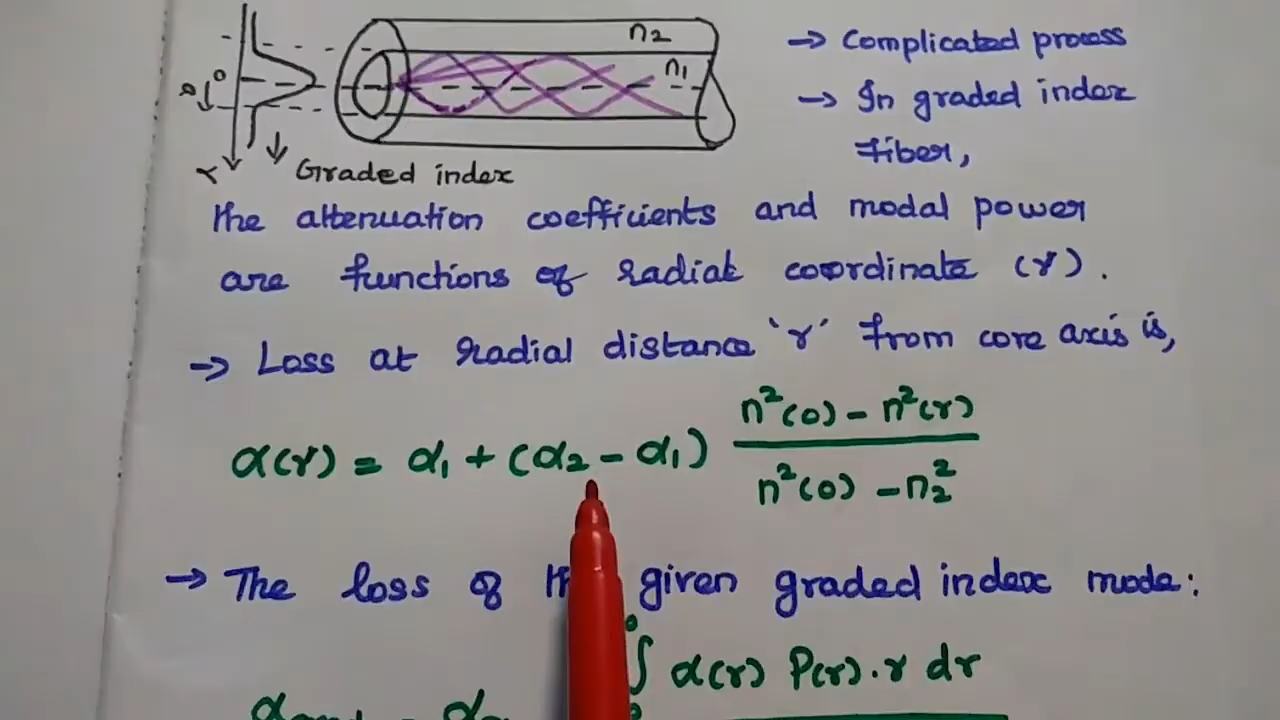 n2
n1
a
0
r
Graded index
→ Complicated process
→ In graded index
Fiber,
the attenuation coefficients and modal power
are functions of radial coordinate (r).
→ Loss at radial distance 'r' from core axis is,
α(r) = α1 + (α2 - α1) n²(0) - n²(r)
n²(0) - n2²
→ The loss of given graded index mode:
∫ α(r) P(r).r dr